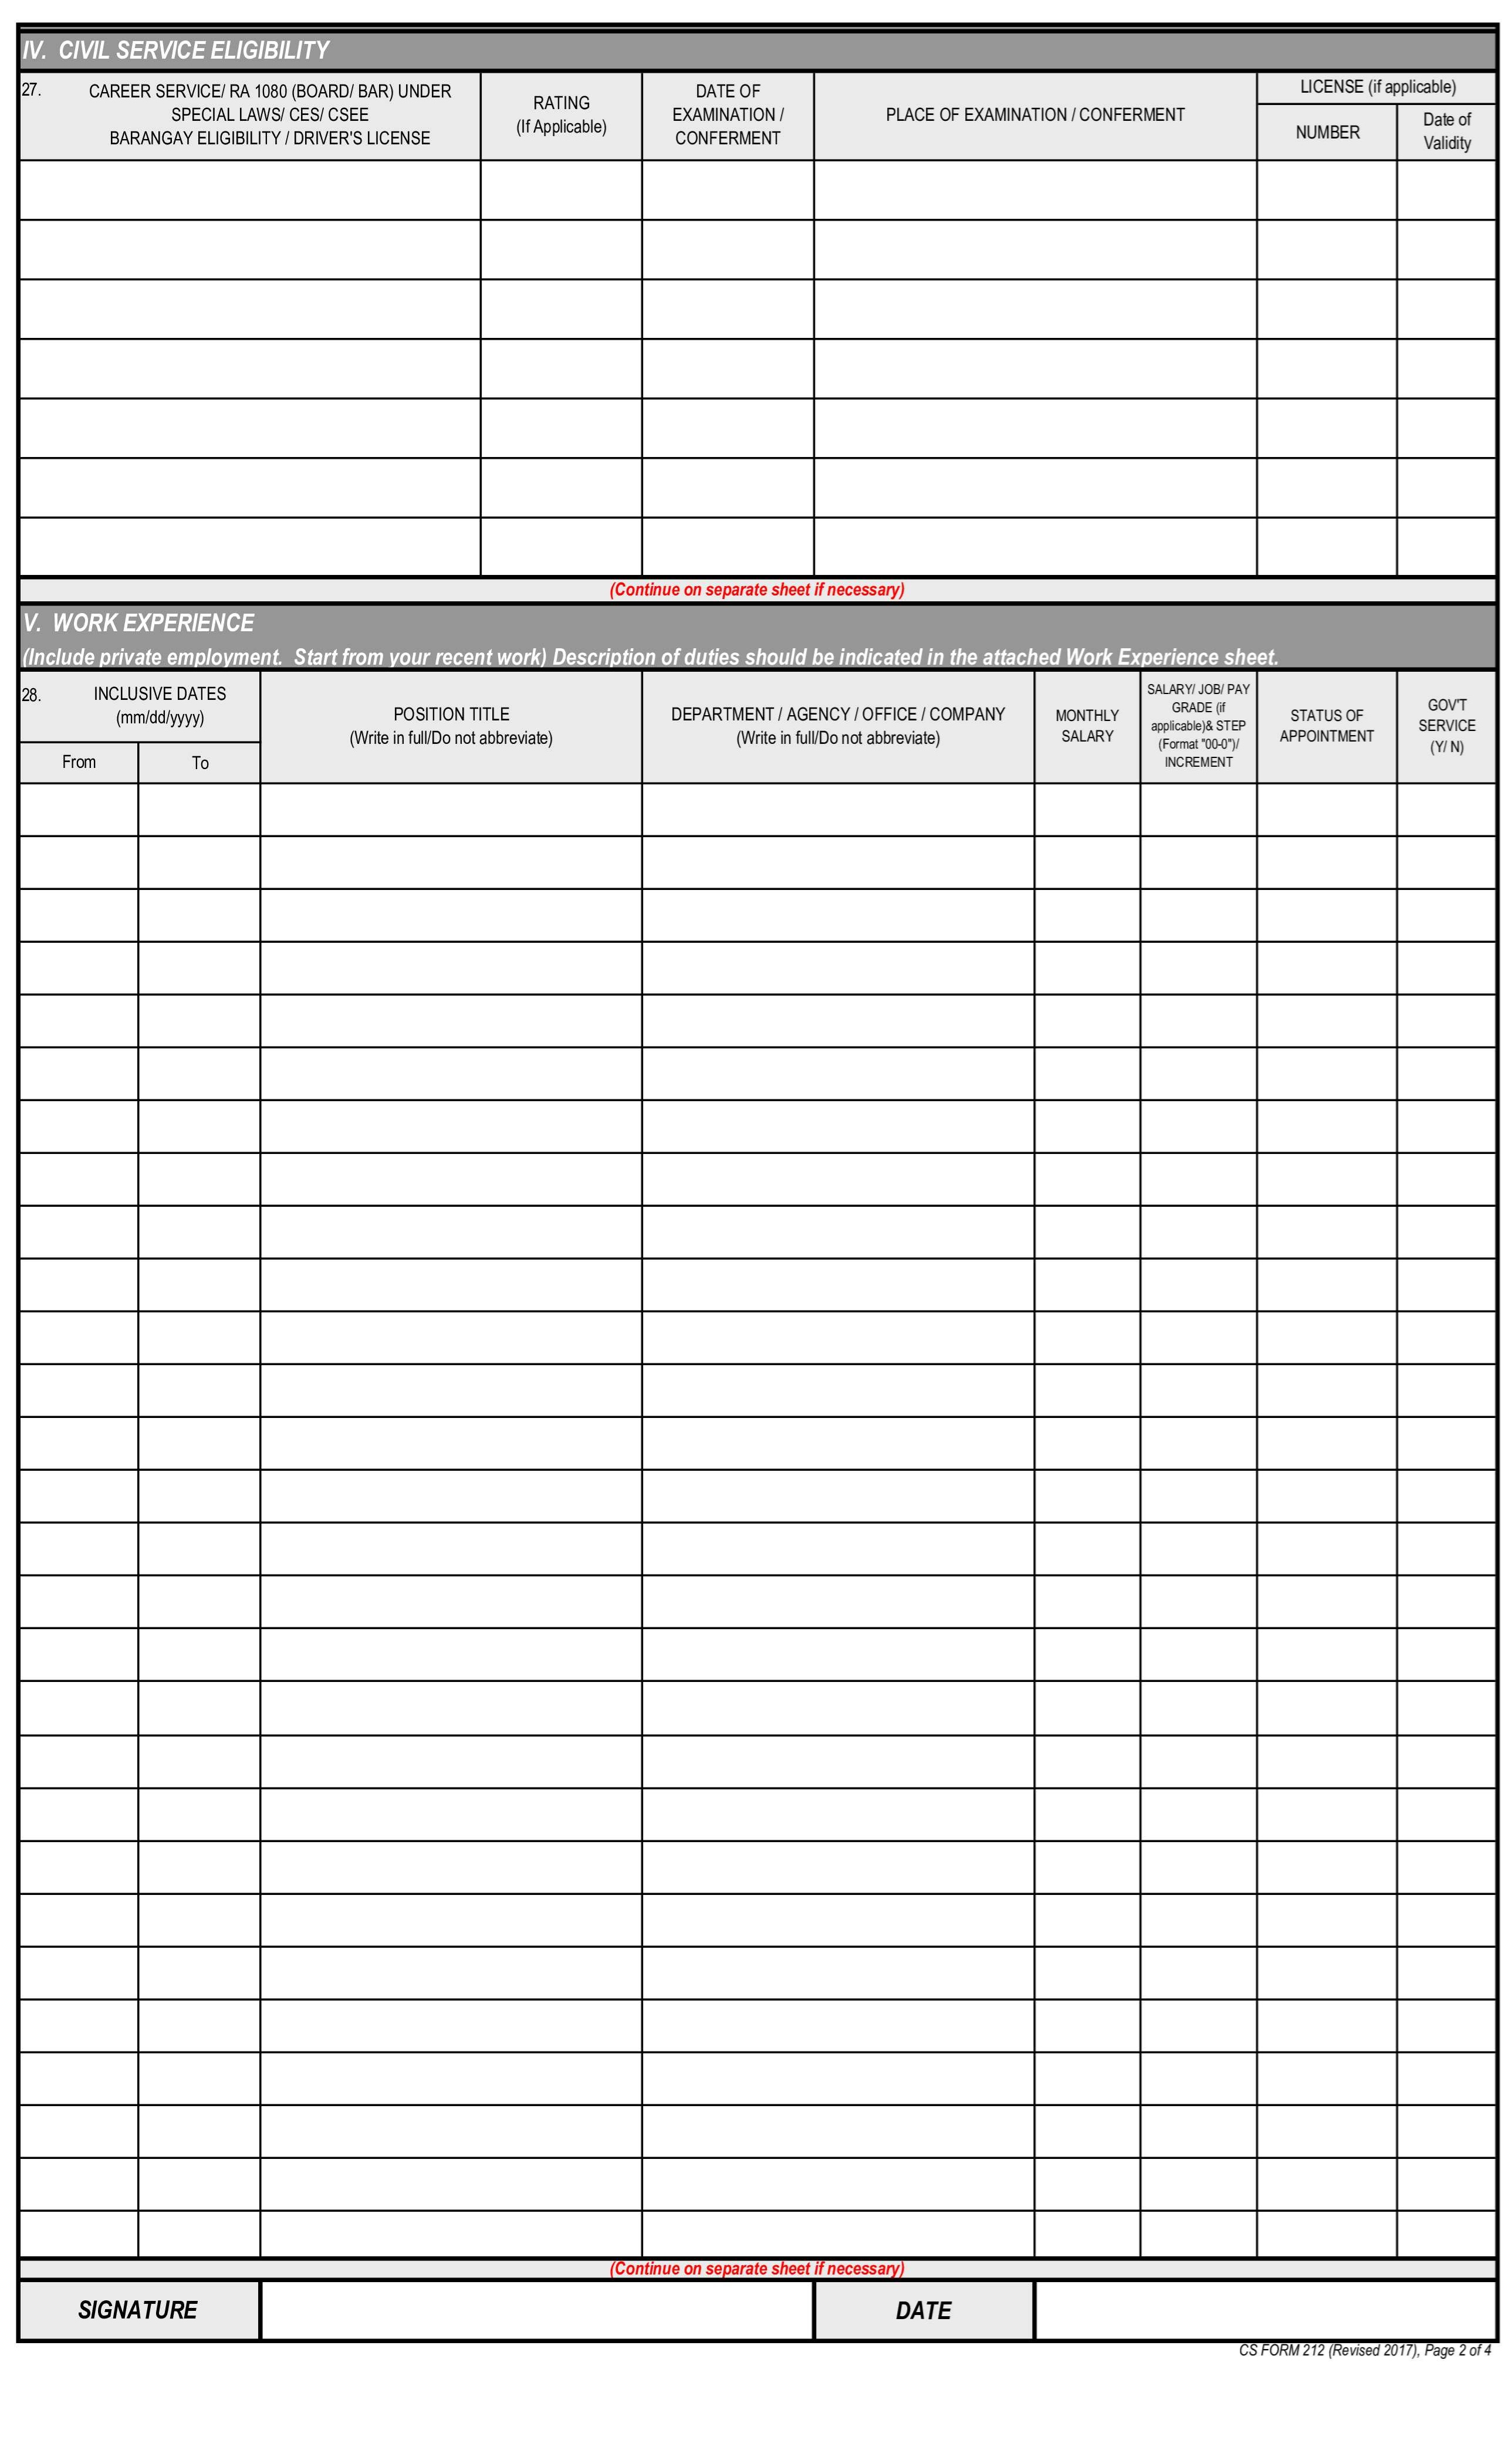 IV. CIVIL SERVICE ELIGIBILITY
27.
CAREER SERVICE/ RA 1080 (BOARD/ BAR) UNDER
SPECIAL LAWS/ CES/ CSEE
BARANGAY ELIGIBILITY / DRIVER'S LICENSE
RATING
(If Applicable)
DATE OF
EXAMINATION /
CONFERMENT
PLACE OF EXAMINATION / CONFERMENT
LICENSE (if applicable)
NUMBER
Date of
Validity
(Continue on separate sheet if necessary)
V. WORK EXPERIENCE
(Include private employment. Start from your recent work) Description of duties should be indicated in the attached Work Experience sheet.
28.
INCLUSIVE DATES
(mm/dd/yyyy)
From
To
POSITION TITLE
(Write in full/Do not abbreviate)
DEPARTMENT / AGENCY / OFFICE / COMPANY
(Write in full/Do not abbreviate)
MONTHLY
SALARY
SALARY/ JOB/ PAY
GRADE (if
applicable)& STEP
(Format "00-0")/
INCREMENT
STATUS OF
APPOINTMENT
GOV'T
SERVICE
(Y/ N)
(Continue on separate sheet if necessary)
SIGNATURE
DATE
CS FORM 212 (Revised 2017), Page 2 of 4